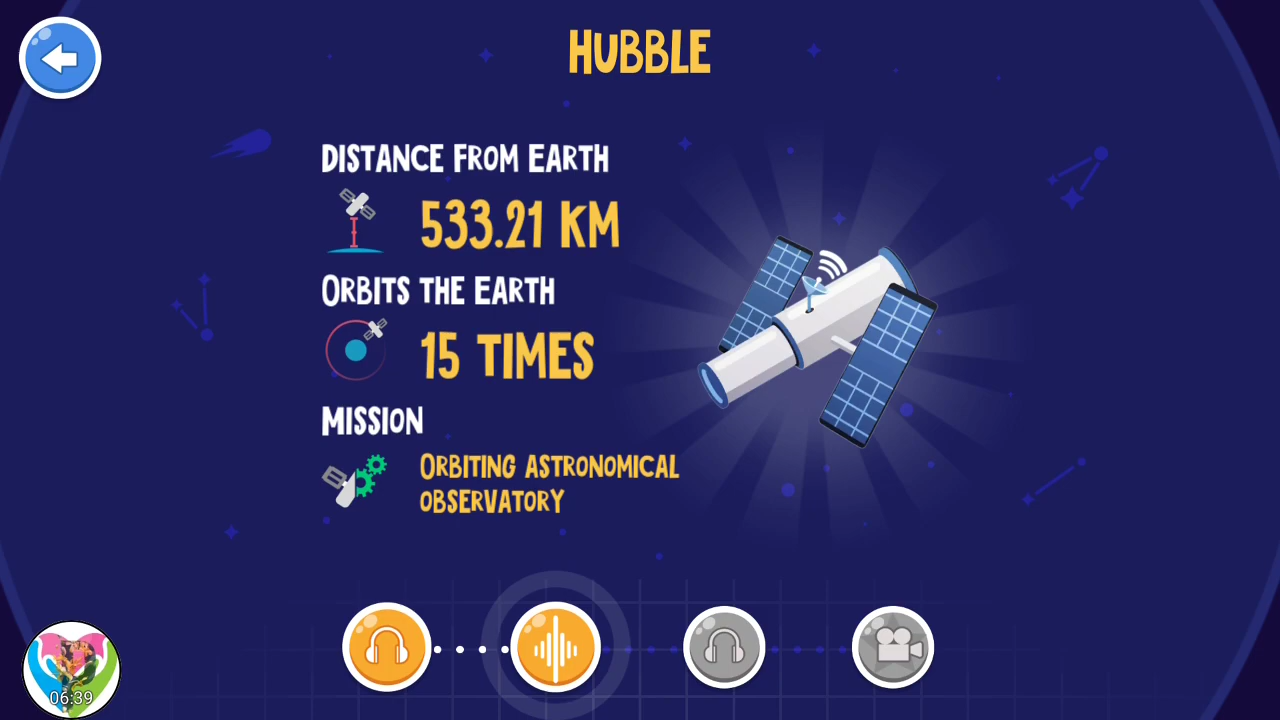 HUBBLE
DISTANCE FROM EARTH
533.21 KM
ORBITS THE EARTH
15 TIMES
MISSION
ORBITING ASTRONOMICAL
OBSERVATORY
06:39